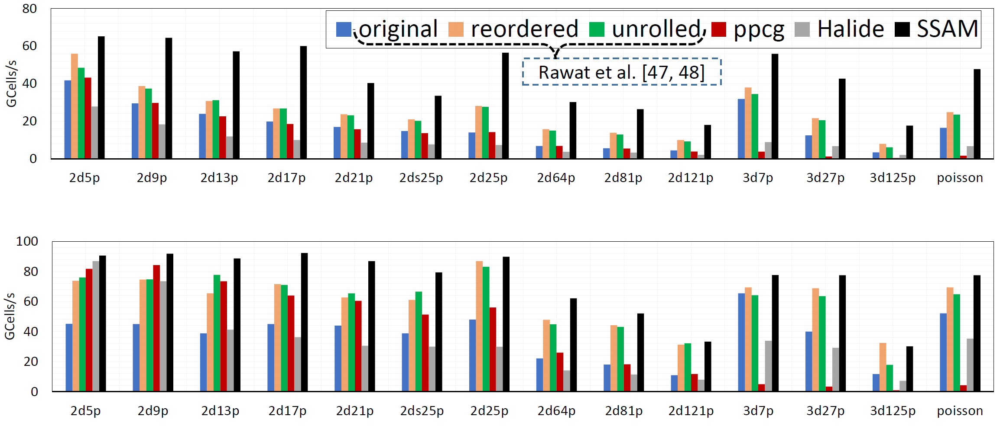 80
original reordered unrolled ppcg Halide SSAM
60
Rawat et al. [47, 48]
GCells/s
40
20
0
2d5p 2d9p 2d13p 2d17p 2d21p 2ds25p 2d25p 2d64p 2d81p 2d121p 3d7p 3d27p 3d125p poisson
100
80
GCells/s
60
40
20
0
2d5p 2d9p 2d13p 2d17p 2d21p 2ds25p 2d25p 2d64p 2d81p 2d121p 3d7p 3d27p 3d125p poisson